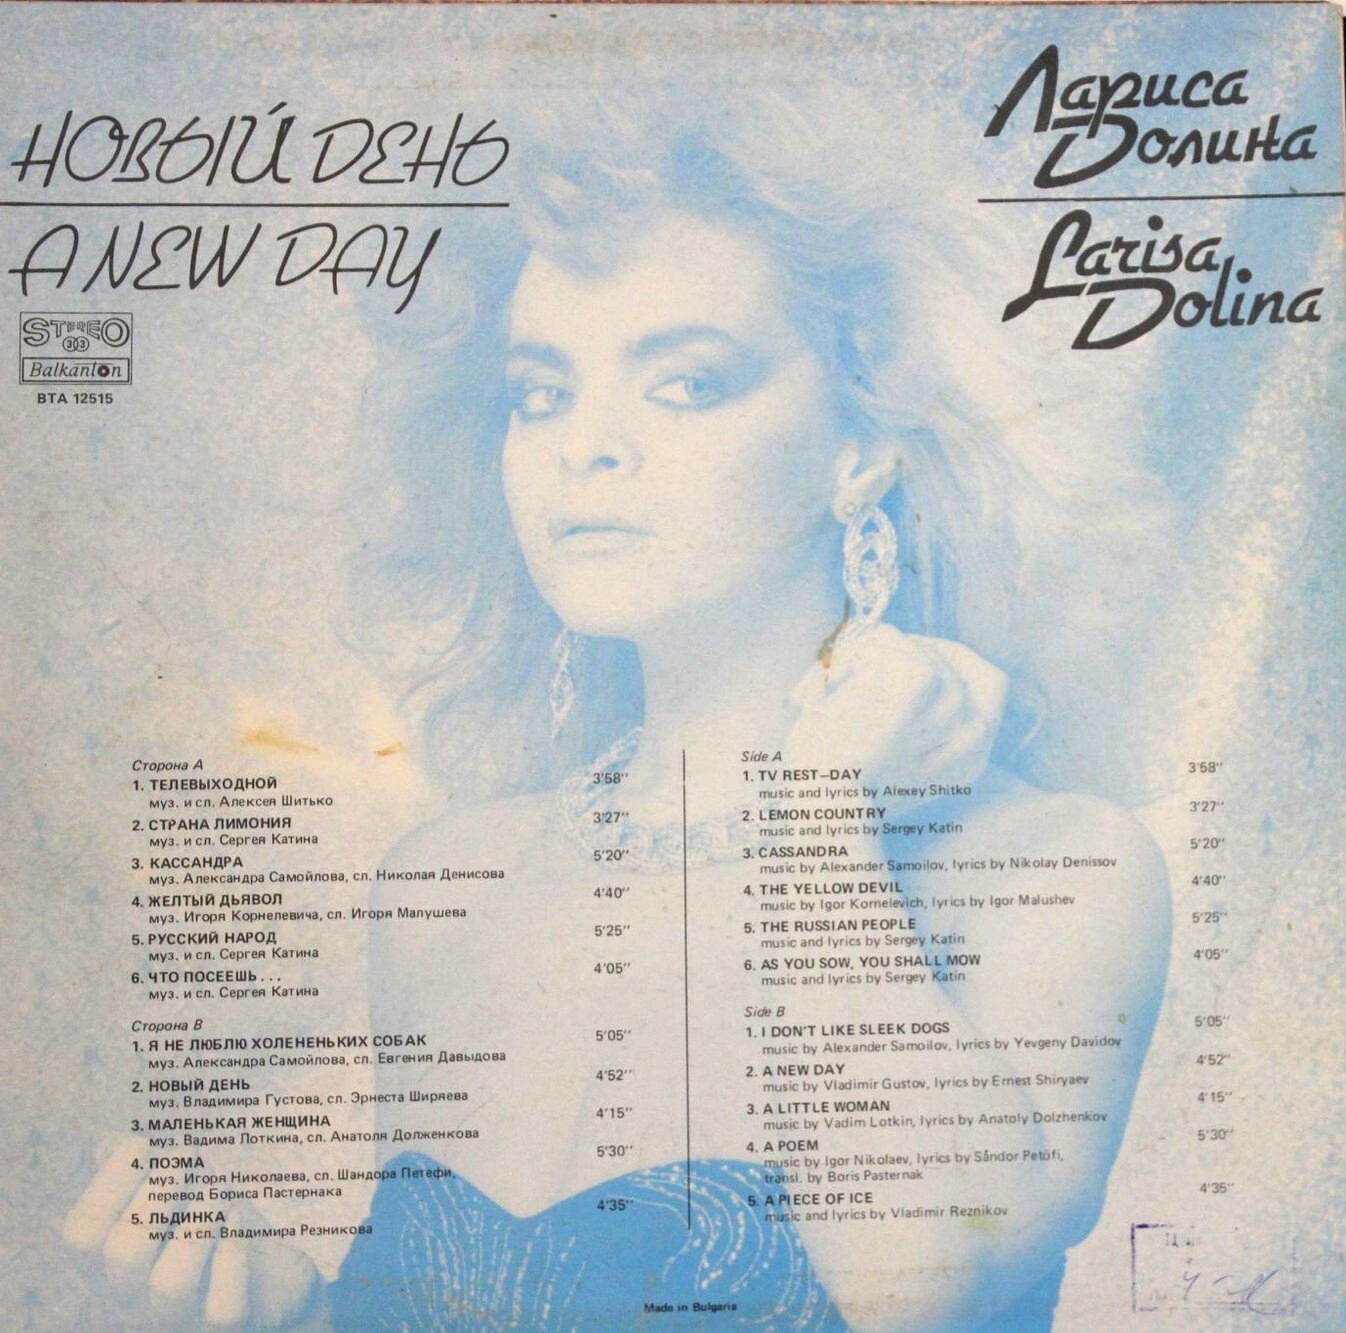 НОВЫЙ ДЕНЬ
A NEW DAY
STEREO
33
Balkanton
BTA 12515
Лариса
Долина
Larisa
Dolina
Сторона А
1. ТЕЛЕВЫХОДНОЙ 3'58''
муз. и сл. Алексея Шитько
2. СТРАНА ЛИМОНИЯ 3'27''
муз. и сл. Сергея Катина
3. КАССАНДРА 5'20''
муз. Александра Самойлова, сл. Николая Денисова
4. ЖЕЛТЫЙ ДЬЯВОЛ 4'40''
муз. Игоря Корнелевича, сл. Игоря Малушева
5. РУССКИЙ НАРОД 5'25''
муз. и сл. Сергея Катина
6. ЧТО ПОСЕЕШЬ... 4'05''
муз. и сл. Сергея Катина
Сторона В
1. Я НЕ ЛЮБЛЮ ХОЛЕНЕНЬКИХ СОБАК 5'05''
муз. Александра Самойлова, сл. Евгения Давыдова
2. НОВЫЙ ДЕНЬ 4'52''
муз. Владимира Густова, сл. Эрнеста Ширяева
3. МАЛЕНЬКАЯ ЖЕНЩИНА 4'15''
муз. Вадима Лоткина, сл. Анатоля Долженкова
4. ПОЭМА 5'30''
муз. Игоря Николаева, сл. Шандора Петефи,
перевод Бориса Пастернака
5. ЛЬДИНКА 4'35''
муз. и сл. Владимира Резникова
Side A
1. TV REST–DAY 3'58''
music and lyrics by Alexey Shitko
2. LEMON COUNTRY 3'27''
music and lyrics by Sergey Katin
3. CASSANDRA 5'20''
music by Alexander Samoilov, lyrics by Nikolay Denissov
4. THE YELLOW DEVIL 4'40''
music by Igor Kornelevich, lyrics by Igor Malushev
5. THE RUSSIAN PEOPLE 5'25''
music and lyrics by Sergey Katin
6. AS YOU SOW, YOU SHALL MOW 4'05''
music and lyrics by Sergey Katin
Side B
1. I DON'T LIKE SLEEK DOGS 5'05''
music by Alexander Samoilov, lyrics by Yevgeny Davidov
2. A NEW DAY 4'52''
music by Vladimir Gustov, lyrics by Ernest Shiryaev
3. A LITTLE WOMAN 4'15''
music by Vadim Lotkin, lyrics by Anatoly Dolzhenkov
4. A POEM 5'30''
music by Igor Nikolaev, lyrics by Sándor Petöfi,
transl. by Boris Pasternak
5. A PIECE OF ICE 4'35''
music and lyrics by Vladimir Reznikov
Made in Bulgaria